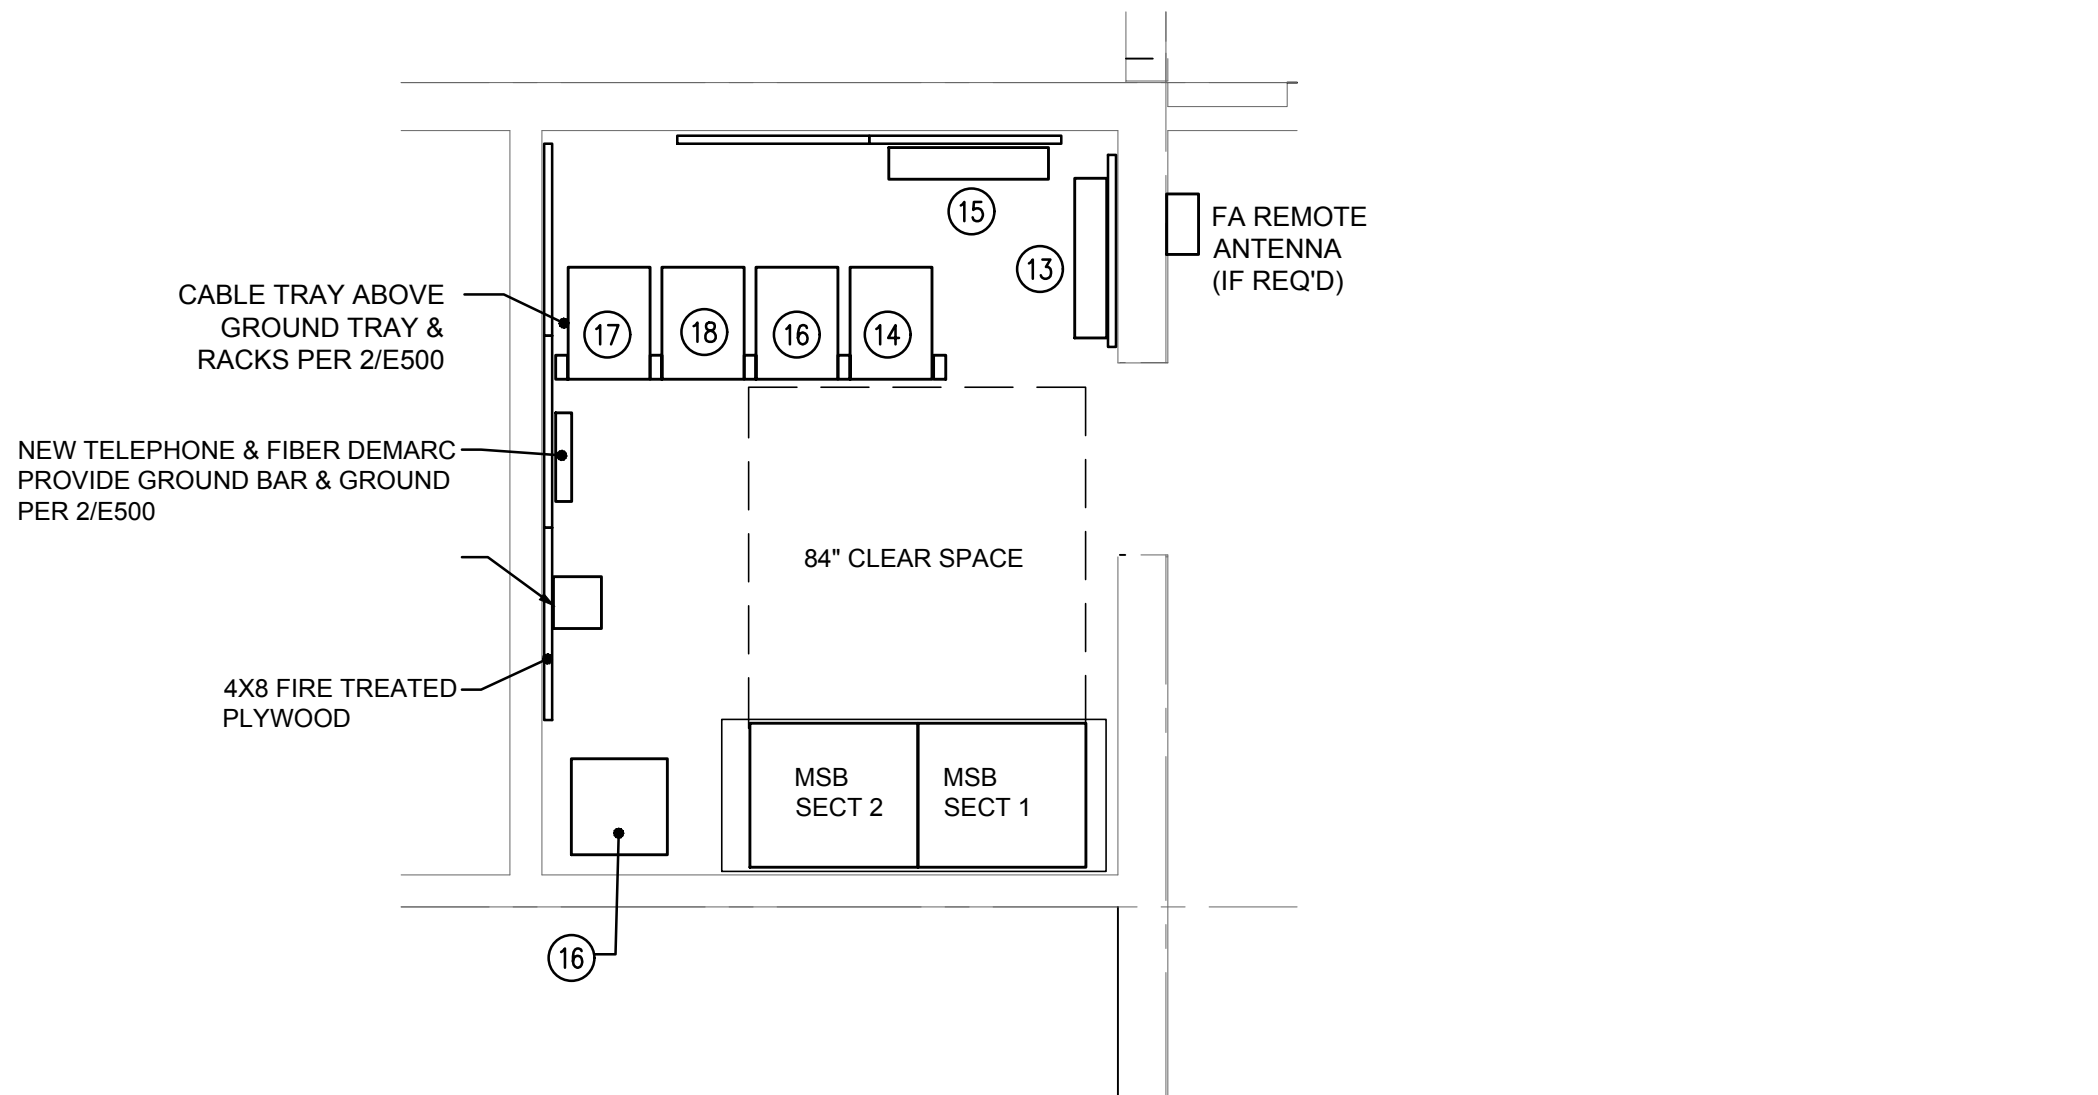 15
FA REMOTE
ANTENNA
(IF REQ'D)
13
CABLE TRAY ABOVE
GROUND TRAY &
RACKS PER 2/E500
17
18
16
14
NEW TELEPHONE & FIBER DEMARC
PROVIDE GROUND BAR & GROUND
PER 2/E500
84" CLEAR SPACE
4X8 FIRE TREATED
PLYWOOD
MSB
SECT 2
MSB
SECT 1
16